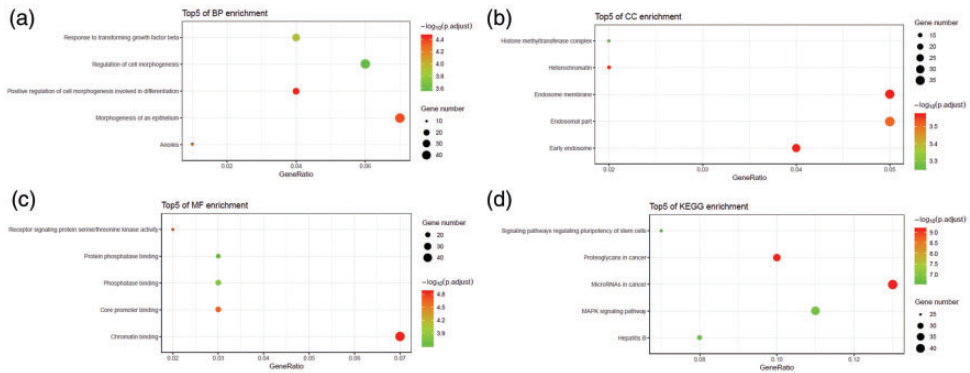 (a)
Top5 of BP enrichment
Response to transforming growth factor beta
Regulation of cell morphogenesis
Positive regulation of cell morphogenesis involved in differentiation
Morphogenesis of an epithelium
Anoikis
0.02
0.04
0.06
GeneRatio
−log10(p.adjust)
4.4
4.2
4.0
3.8
3.6
Gene number
10
20
30
40
(b)
Top5 of CC enrichment
Histone methyltransferase complex
Heterochromatin
Endosome membrane
Endosomal part
Early endosome
0.02
0.03
0.04
0.05
GeneRatio
Gene number
15
20
25
30
35
−log10(p.adjust)
3.5
3.4
3.3
(c)
Top5 of MF enrichment
Receptor signaling protein serine/threonine kinase activity
Protein phosphatase binding
Phosphatase binding
Core promoter binding
Chromatin binding
0.02
0.03
0.04
0.05
0.06
0.07
GeneRatio
Gene number
20
30
40
−log10(p.adjust)
4.8
4.5
4.2
3.9
(d)
Top5 of KEGG enrichment
Signaling pathways regulating pluripotency of stem cells
Proteoglycans in cancer
MicroRNAs in cancer
MAPK signaling pathway
Hepatitis B
0.08
0.10
0.12
GeneRatio
−log10(p.adjust)
9.0
8.5
8.0
7.5
7.0
Gene number
25
30
35
40